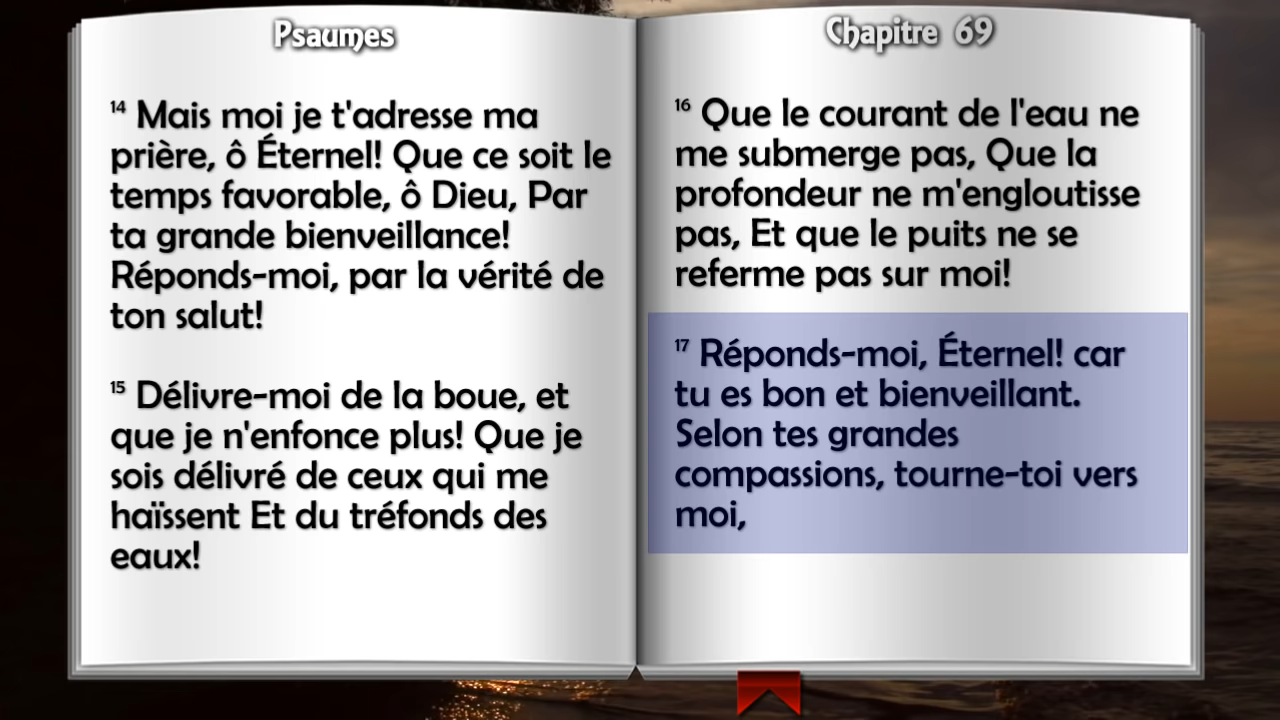 Psaumes
14 Mais moi je t'adresse ma
prière, ô Éternel! Que ce soit le
temps favorable, ô Dieu, Par
ta grande bienveillance!
Réponds-moi, par la vérité de
ton salut!
15 Délivre-moi de la boue, et
que je n'enfonce plus! Que je
sois délivré de ceux qui me
haïssent Et du tréfonds des
eaux!
Chapitre 69
16 Que le courant de l'eau ne
me submerge pas, Que la
profondeur ne m'engloutisse
pas, Et que le puits ne se
referme pas sur moi!
17 Réponds-moi, Éternel! car
tu es bon et bienveillant.
Selon tes grandes
compassions, tourne-toi vers
moi,